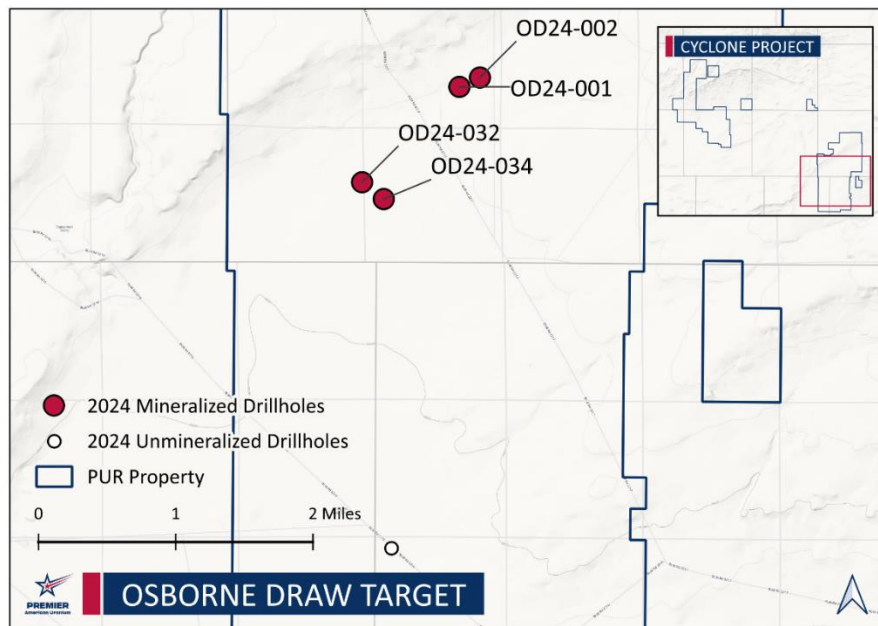 OD24-002
CYCLONE PROJECT
OD24-001
OD24-032
OD24-034
2024 Mineralized Drillholes
2024 Unmineralized Drillholes
PUR Property
0 1 2 Miles
PREMIER
American Uranium
OSBORNE DRAW TARGET